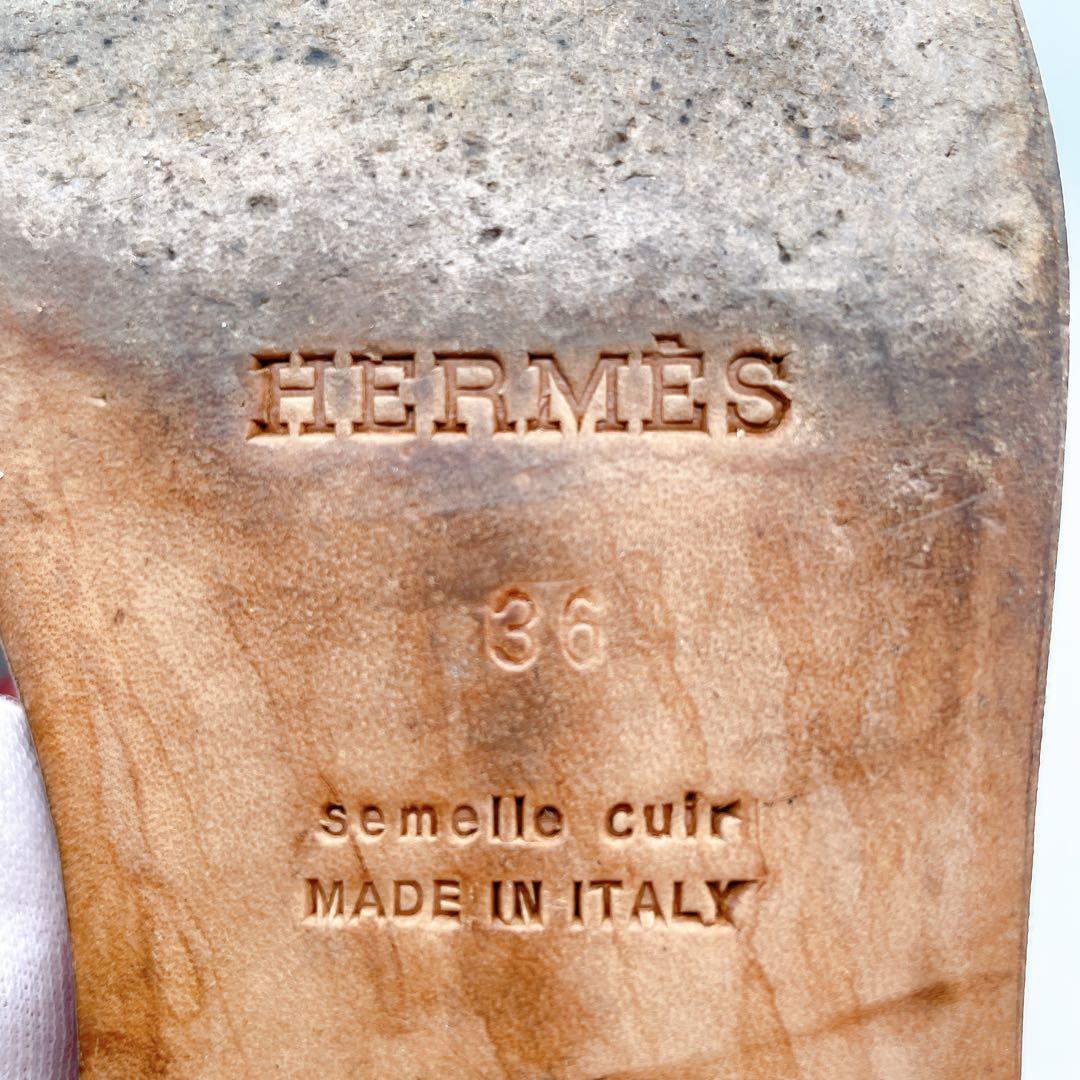 HERMÈS
36
semelle cuir
MADE IN ITALY